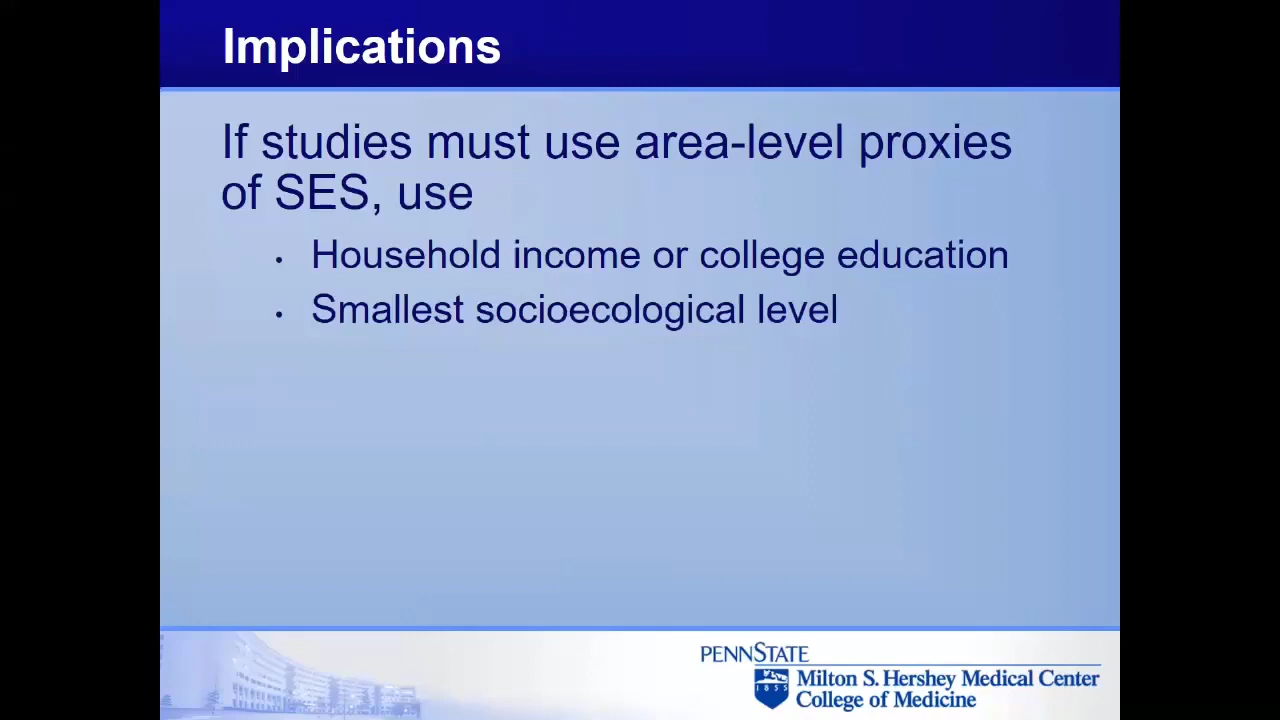 Implications
If studies must use area-level proxies
of SES, use
• Household income or college education
• Smallest socioecological level
PENNSTATE
1855
Milton S. Hershey Medical Center
College of Medicine